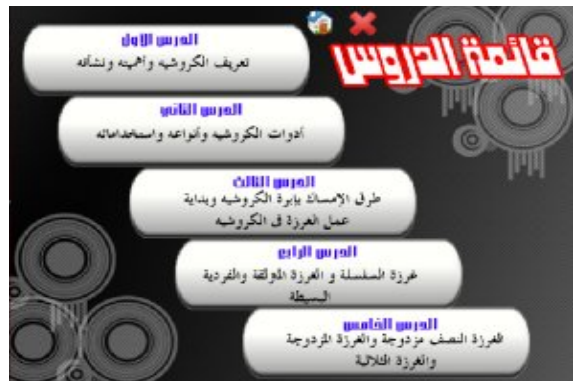 قائمة الدروس
الدرس الاول
تعريف الكروشيه وأهميته ونشأته
الدرس الثاني
أدوات الكروشيه وأنواعه واستخداماته
الدرس الثالث
طرق الإمساك بإبرة الكروشيه وبداية
عمل الغرزة فى الكروشيه
الدرس الرابع
غرزة السلسلة و الغرزة المزلقة والفردية
البسيطة
الدرس الخامس
الغرزة النصف مزدوجة والغرزة المزدوجة
والغرزة الثلاثية